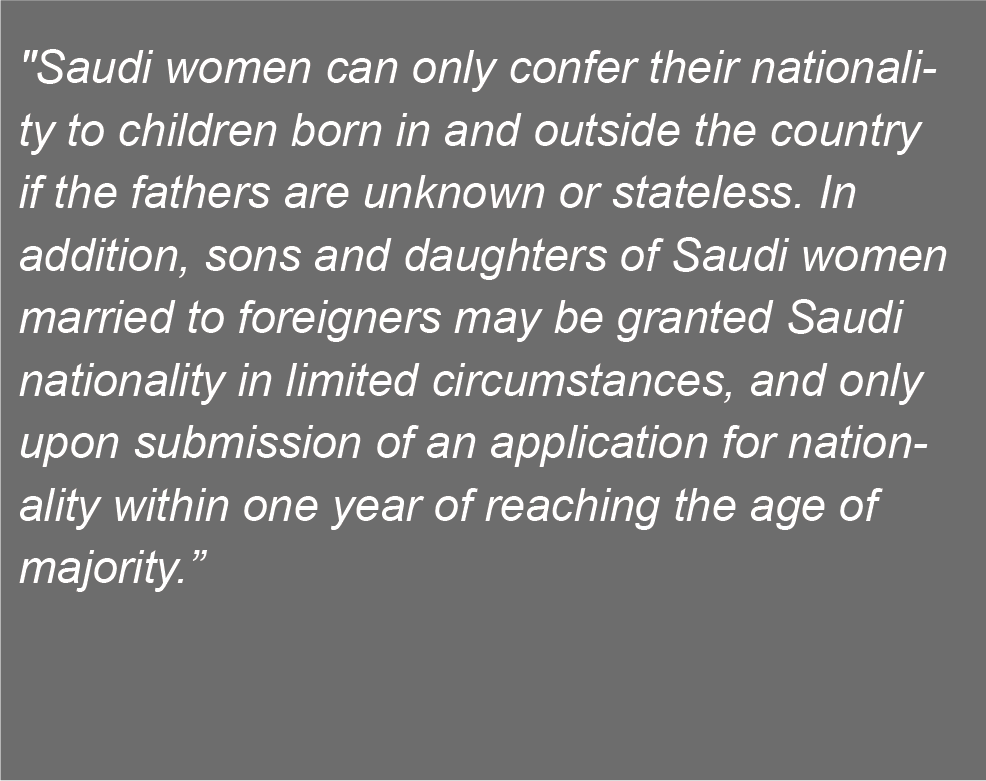 "Saudi women can only confer their nationali-
ty to children born in and outside the country
if the fathers are unknown or stateless. In
addition, sons and daughters of Saudi women
married to foreigners may be granted Saudi
nationality in limited circumstances, and only
upon submission of an application for nation-
ality within one year of reaching the age of
majority.”